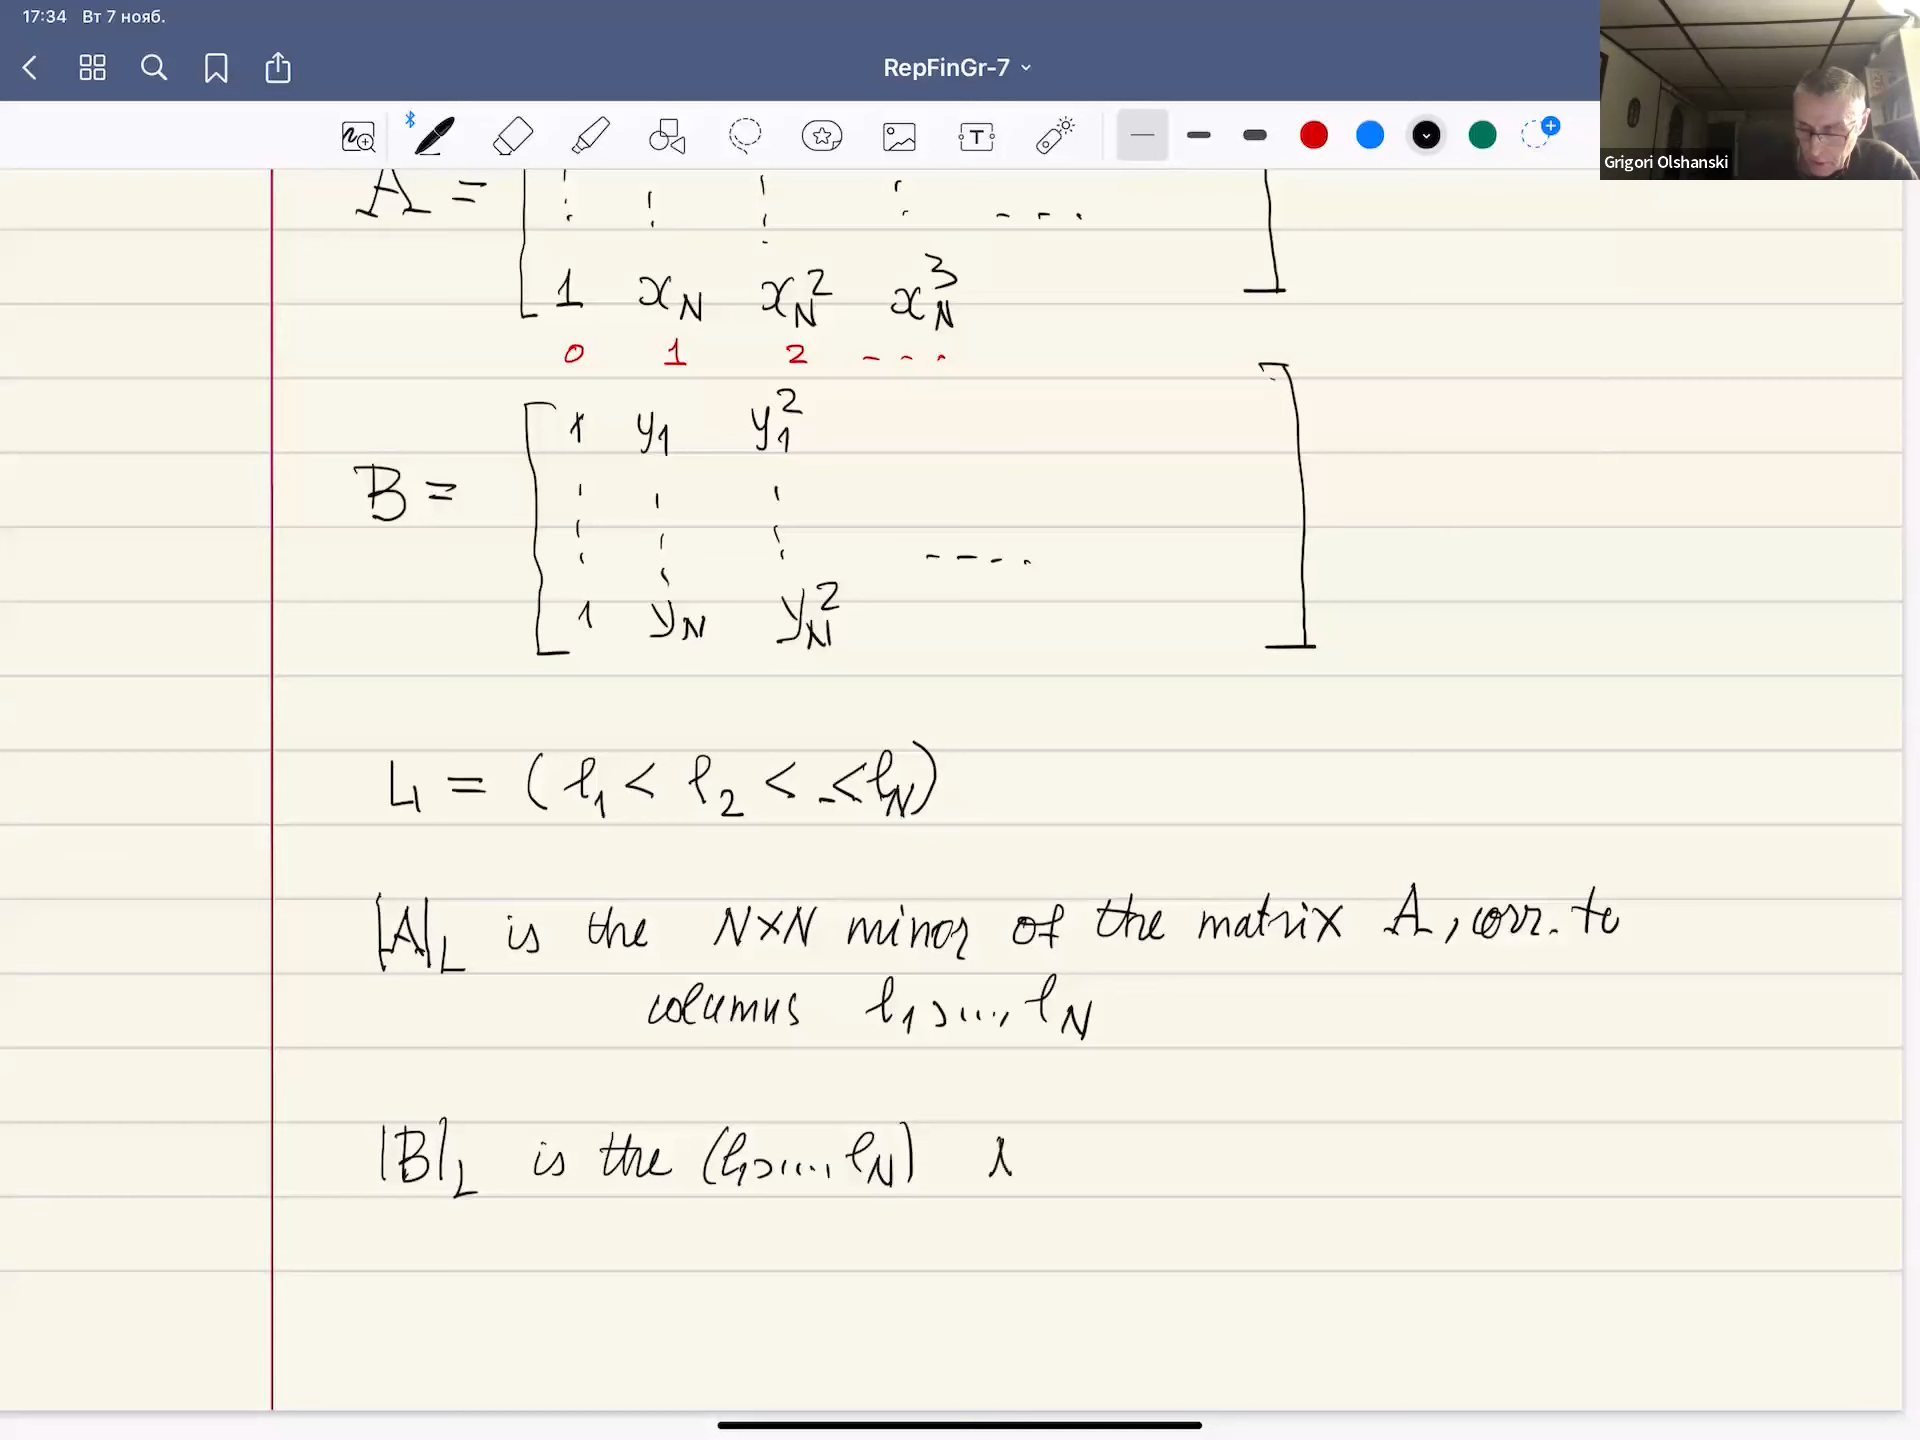 17:34 Вт 7 нояб.
RepFinGr-7
Grigori Olshanski
A =
1 x_N x_N^2 x_N^3
0 1 2 - - -
1 y_1 y_1^2
B =
- - - -
1 y_N y_N^2
L = (l_1 < l_2 < .. < l_N)
|A|_L is the N×N minor of the matrix A, corr. to
columns l_1, ..., l_N
|B|_L is the (l_1, ..., l_N)